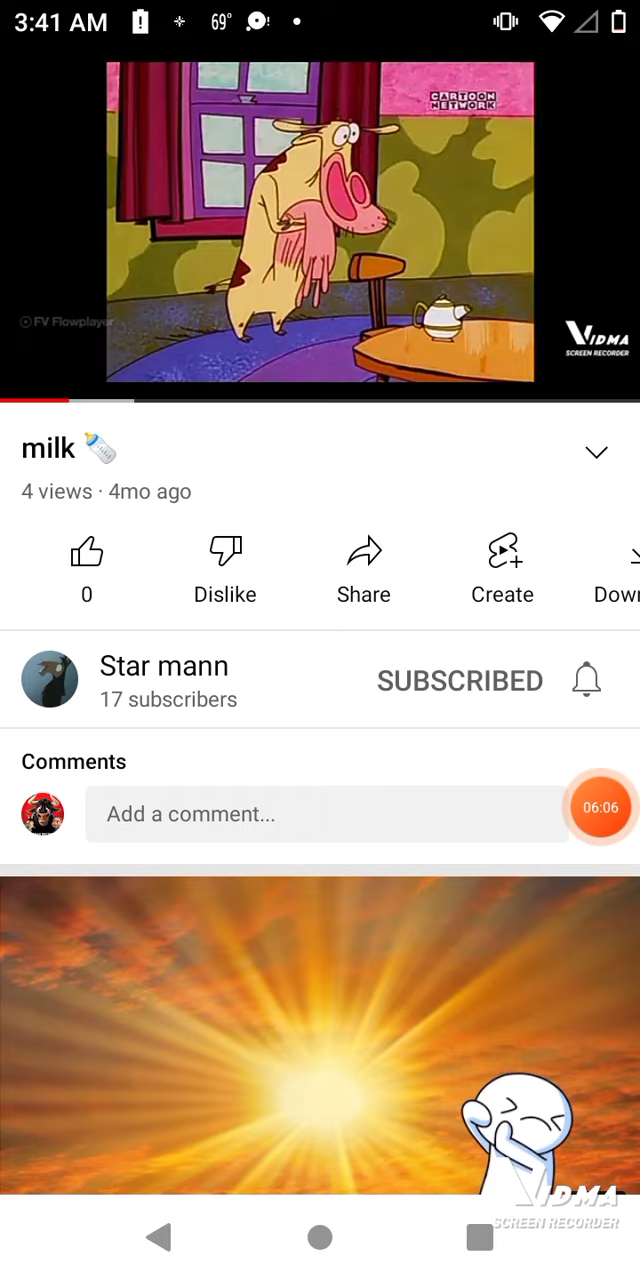 3:41 AM 69°
CARTOON
NETWORK
FV Flowplayer
VIDMA
SCREEN RECORDER
milk
4 views · 4mo ago
0 Dislike Share Create Down
Star mann
17 subscribers
SUBSCRIBED
Comments
Add a comment...
06:06
VIDMA
SCREEN RECORDER